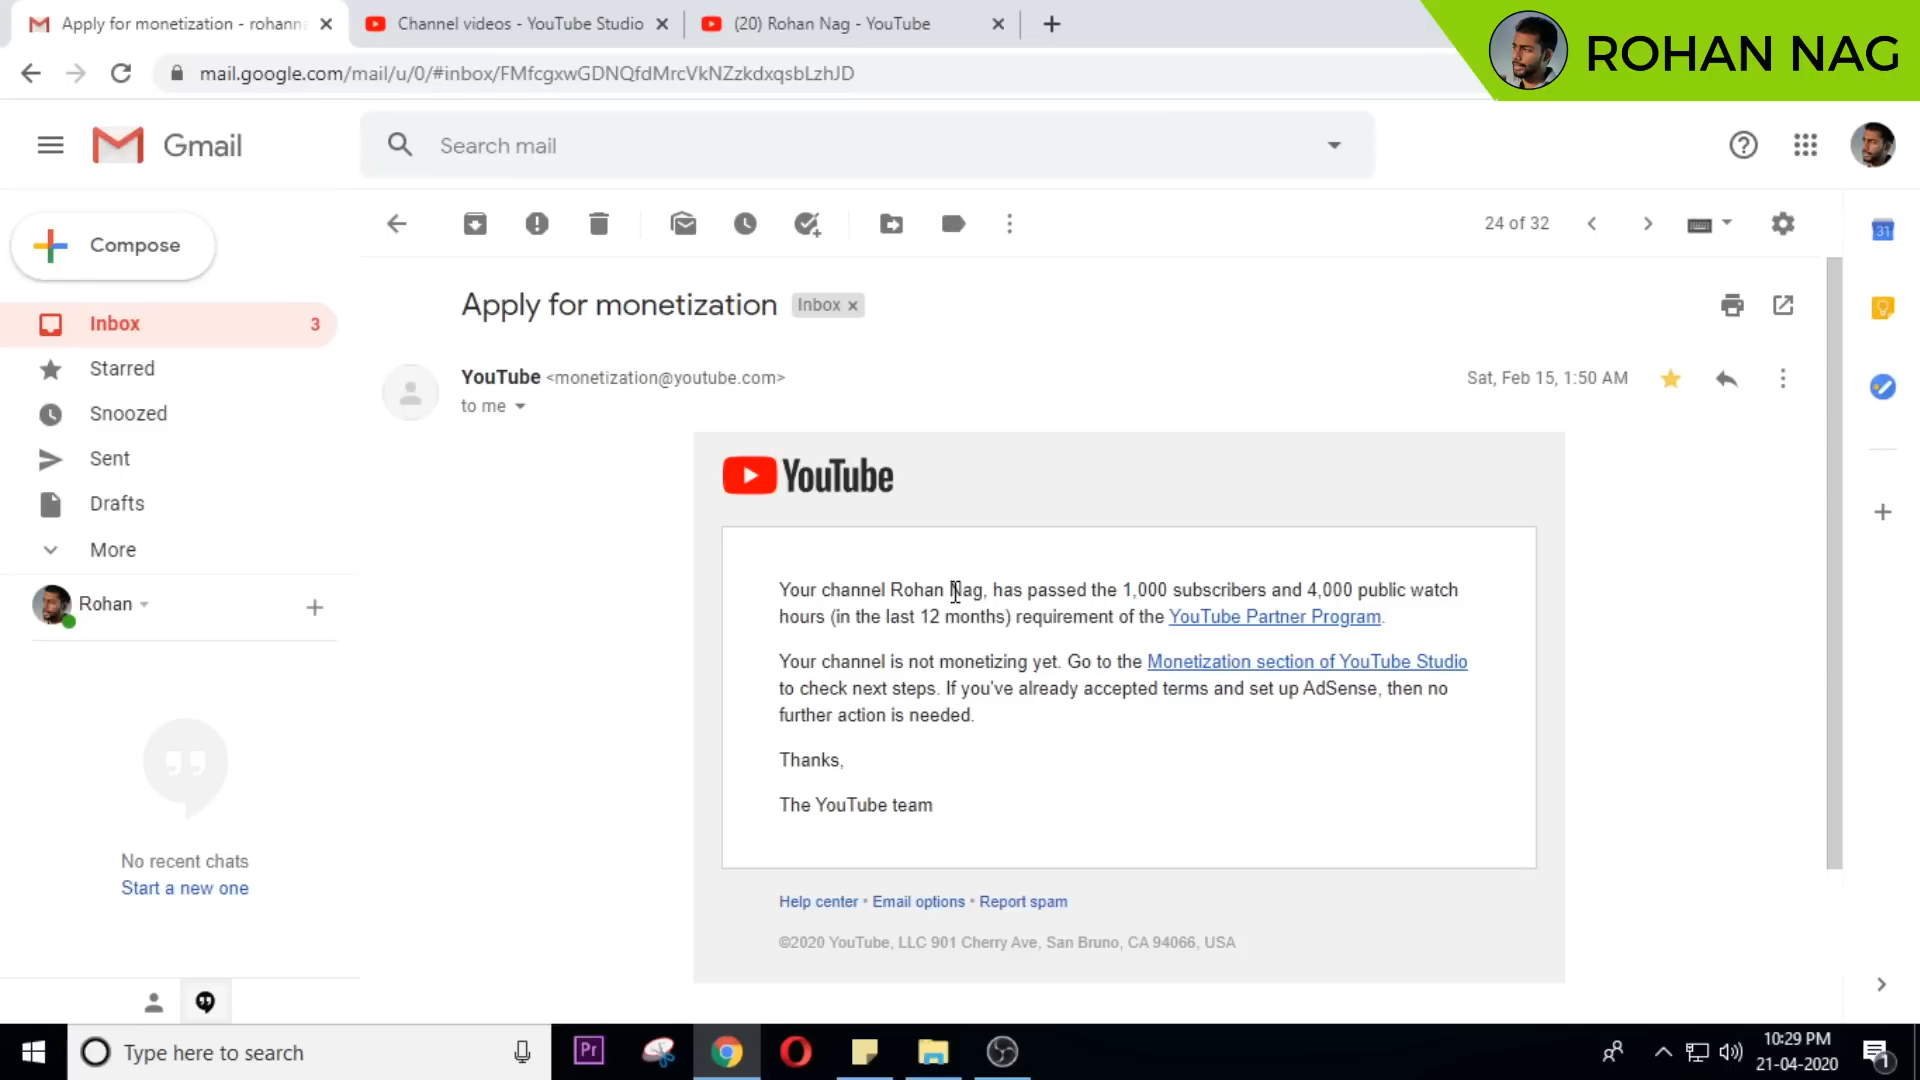 Apply for monetization - rohann
Channel videos - YouTube Studio
(20) Rohan Nag - YouTube
ROHAN NAG
mail.google.com/mail/u/0/#inbox/FMfcgxwGDNQfdMrcVkNZzkdxqsbLzhJD
Gmail
Search mail
Compose
24 of 32
31
Inbox 3
Starred
Snoozed
Sent
Drafts
More
Rohan
No recent chats
Start a new one
Apply for monetization Inbox x
YouTube <monetization@youtube.com>
Sat, Feb 15, 1:50 AM
to me
YouTube
Your channel Rohan Nag, has passed the 1,000 subscribers and 4,000 public watch
hours (in the last 12 months) requirement of the YouTube Partner Program.
Your channel is not monetizing yet. Go to the Monetization section of YouTube Studio
to check next steps. If you've already accepted terms and set up AdSense, then no
further action is needed.
Thanks,
The YouTube team
Help center • Email options • Report spam
©2020 YouTube, LLC 901 Cherry Ave, San Bruno, CA 94066, USA
Type here to search
Pr
10:29 PM
21-04-2020
1